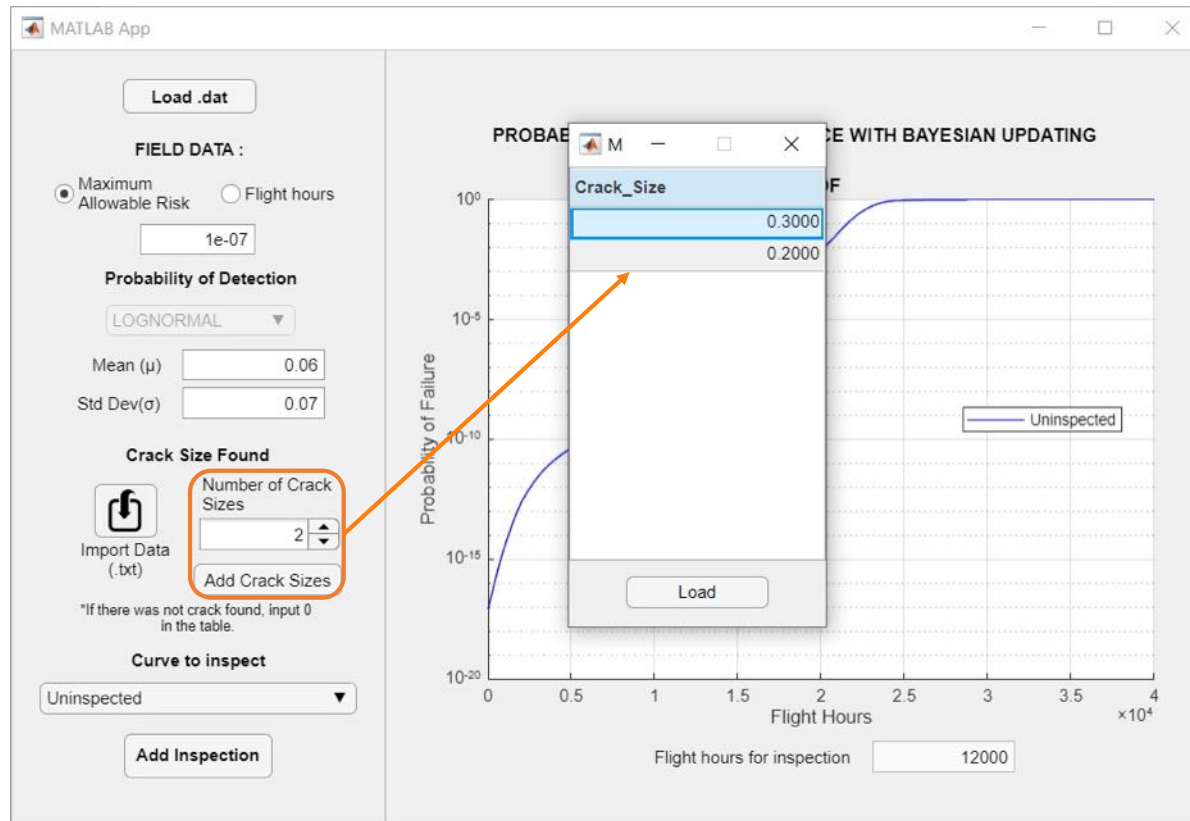 MATLAB App
Load .dat
FIELD DATA :
Maximum
Allowable Risk
Flight hours
1e-07
Probability of Detection
LOGNORMAL
Mean (μ)
0.06
Std Dev(σ)
0.07
Crack Size Found
Number of Crack
Sizes
2
Import Data
(.txt)
Add Crack Sizes
*If there was not crack found, input 0
in the table.
Curve to inspect
Uninspected
Add Inspection
M
Crack_Size
0.3000
0.2000
Load
CE WITH BAYESIAN UPDATING
Probability of Failure
10⁰
10⁻⁵
10⁻¹⁰
10⁻¹⁵
10⁻²⁰
Uninspected
0 0.5 1 1.5 2 2.5 3 3.5 4
×10⁴
Flight Hours
Flight hours for inspection
12000